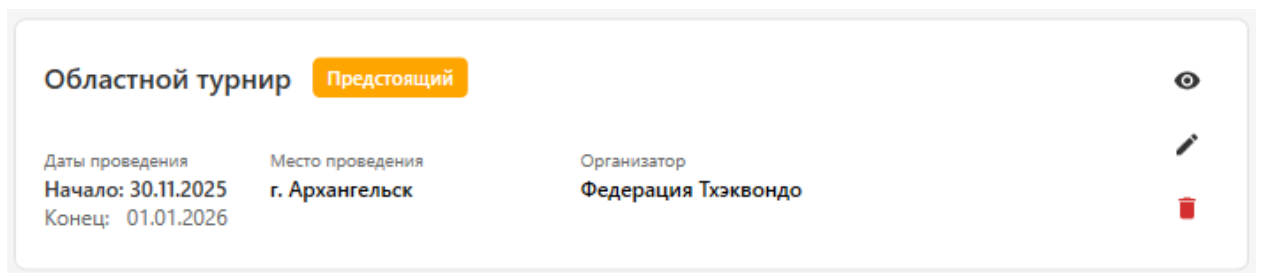 Областной турнир Предстоящий
Даты проведения Место проведения Организатор
Начало: 30.11.2025 г. Архангельск Федерация Тхэквондо
Конец: 01.01.2026